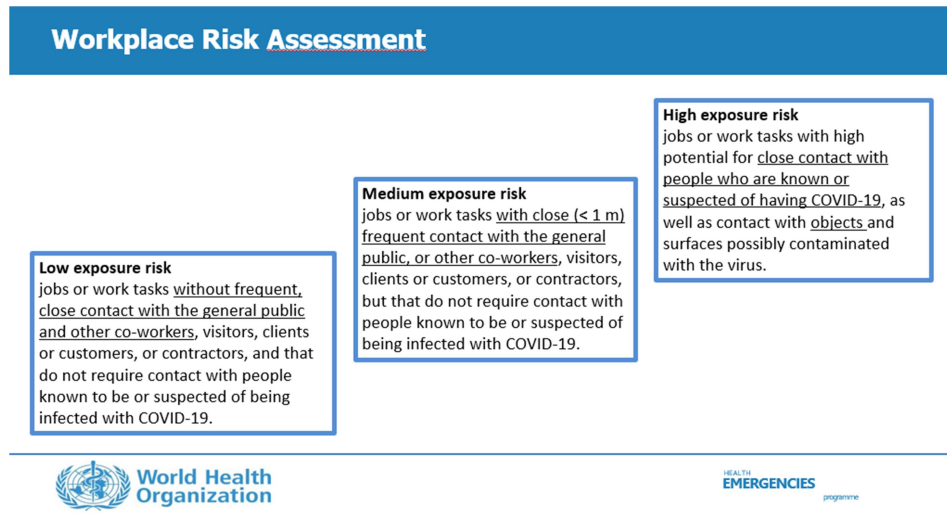 Workplace Risk Assessment
Low exposure risk
jobs or work tasks without frequent,
close contact with the general public
and other co-workers, visitors, clients
or customers, or contractors, and that
do not require contact with people
known to be or suspected of being
infected with COVID-19.
Medium exposure risk
jobs or work tasks with close (< 1 m)
frequent contact with the general
public, or other co-workers, visitors,
clients or customers, or contractors,
but that do not require contact with
people known to be or suspected of
being infected with COVID-19.
High exposure risk
jobs or work tasks with high
potential for close contact with
people who are known or
suspected of having COVID-19, as
well as contact with objects and
surfaces possibly contaminated
with the virus.
World Health
Organization
HEALTH
EMERGENCIES
programme